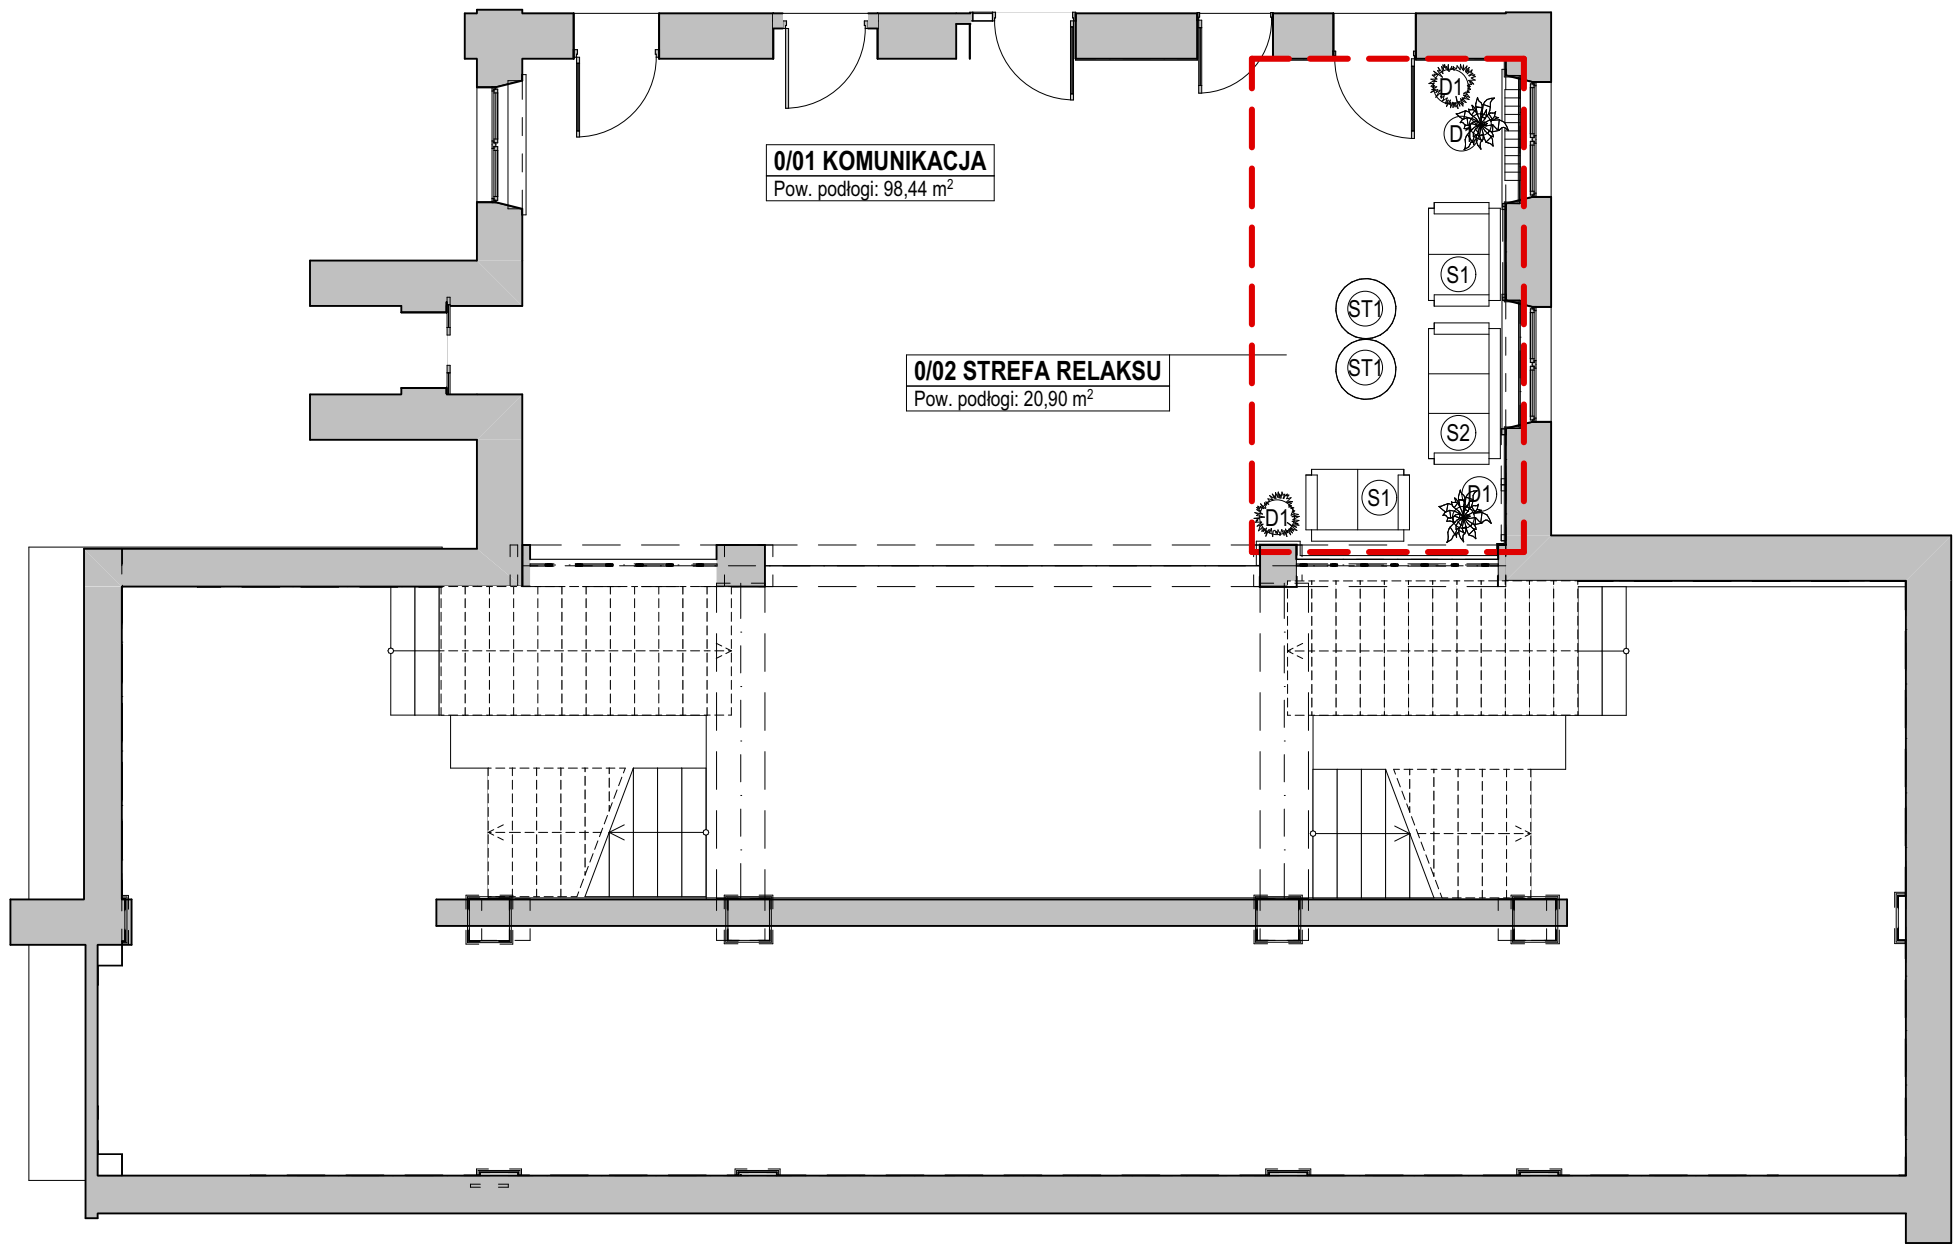 D1
D1
0/01 KOMUNIKACJA
Pow. podłogi: 98,44 m²
S1
ST1
0/02 STREFA RELAKSU
Pow. podłogi: 20,90 m²
ST1
S2
S1
D1
D1